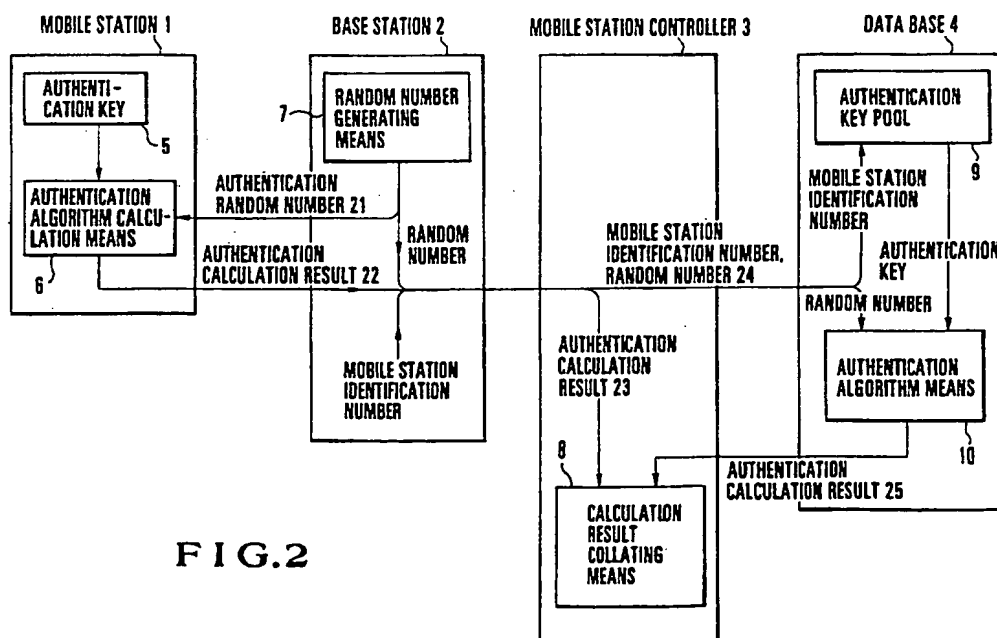 MOBILE STATION 1
BASE STATION 2
MOBILE STATION CONTROLLER 3
DATA BASE 4
AUTHENTI-
CATION KEY
5
AUTHENTICATION
ALGORITHM CALCU-
LATION MEANS
6
7
RANDOM NUMBER
GENERATING
MEANS
AUTHENTICATION
RANDOM NUMBER 21
AUTHENTICATION
CALCULATION RESULT 22
RANDOM
NUMBER
MOBILE STATION
IDENTIFICATION
NUMBER
MOBILE STATION
IDENTIFICATION NUMBER,
RANDOM NUMBER 24
AUTHENTICATION
CALCULATION
RESULT 23
8
CALCULATION
RESULT
COLLATING
MEANS
AUTHENTICATION
KEY POOL
9
MOBILE STATION
IDENTIFICATION
NUMBER
AUTHENTICATION
KEY
RANDOM NUMBER
AUTHENTICATION
ALGORITHM MEANS
10
AUTHENTICATION
CALCULATION RESULT 25
FIG.2